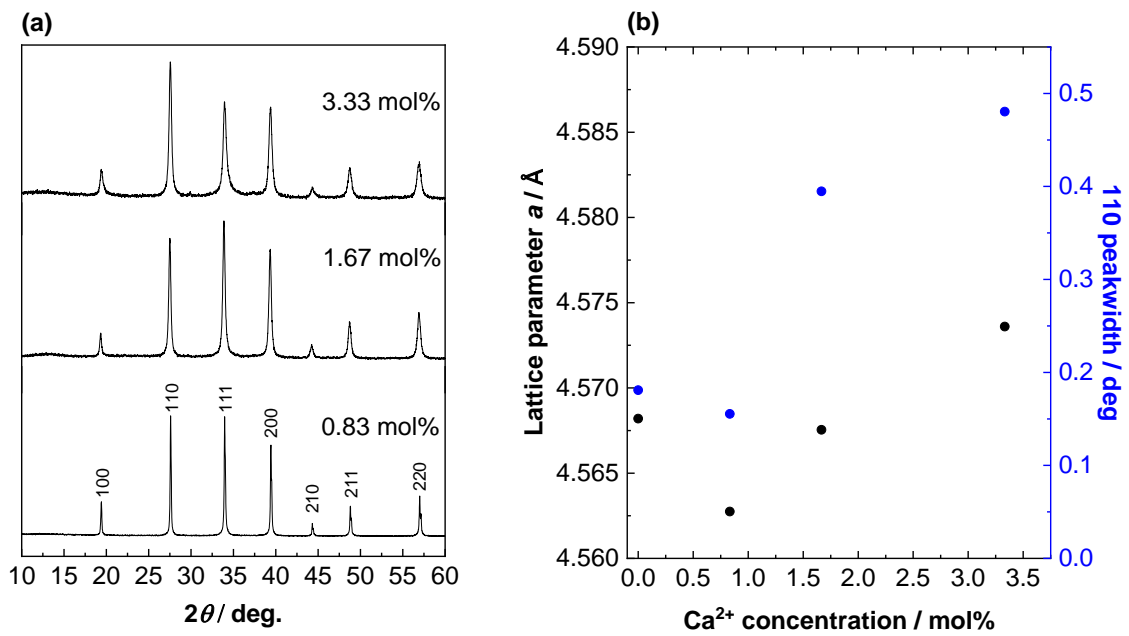 (a)
3.33 mol%
1.67 mol%
0.83 mol%
100
110
111
200
210
211
220
10 15 20 25 30 35 40 45 50 55 60
2θ / deg.
(b)
4.590
4.585
4.580
4.575
4.570
4.565
4.560
Lattice parameter a / Å
0.5
0.4
0.3
0.2
0.1
0.0
110 peakwidth / deg
0.0 0.5 1.0 1.5 2.0 2.5 3.0 3.5
Ca²⁺ concentration / mol%